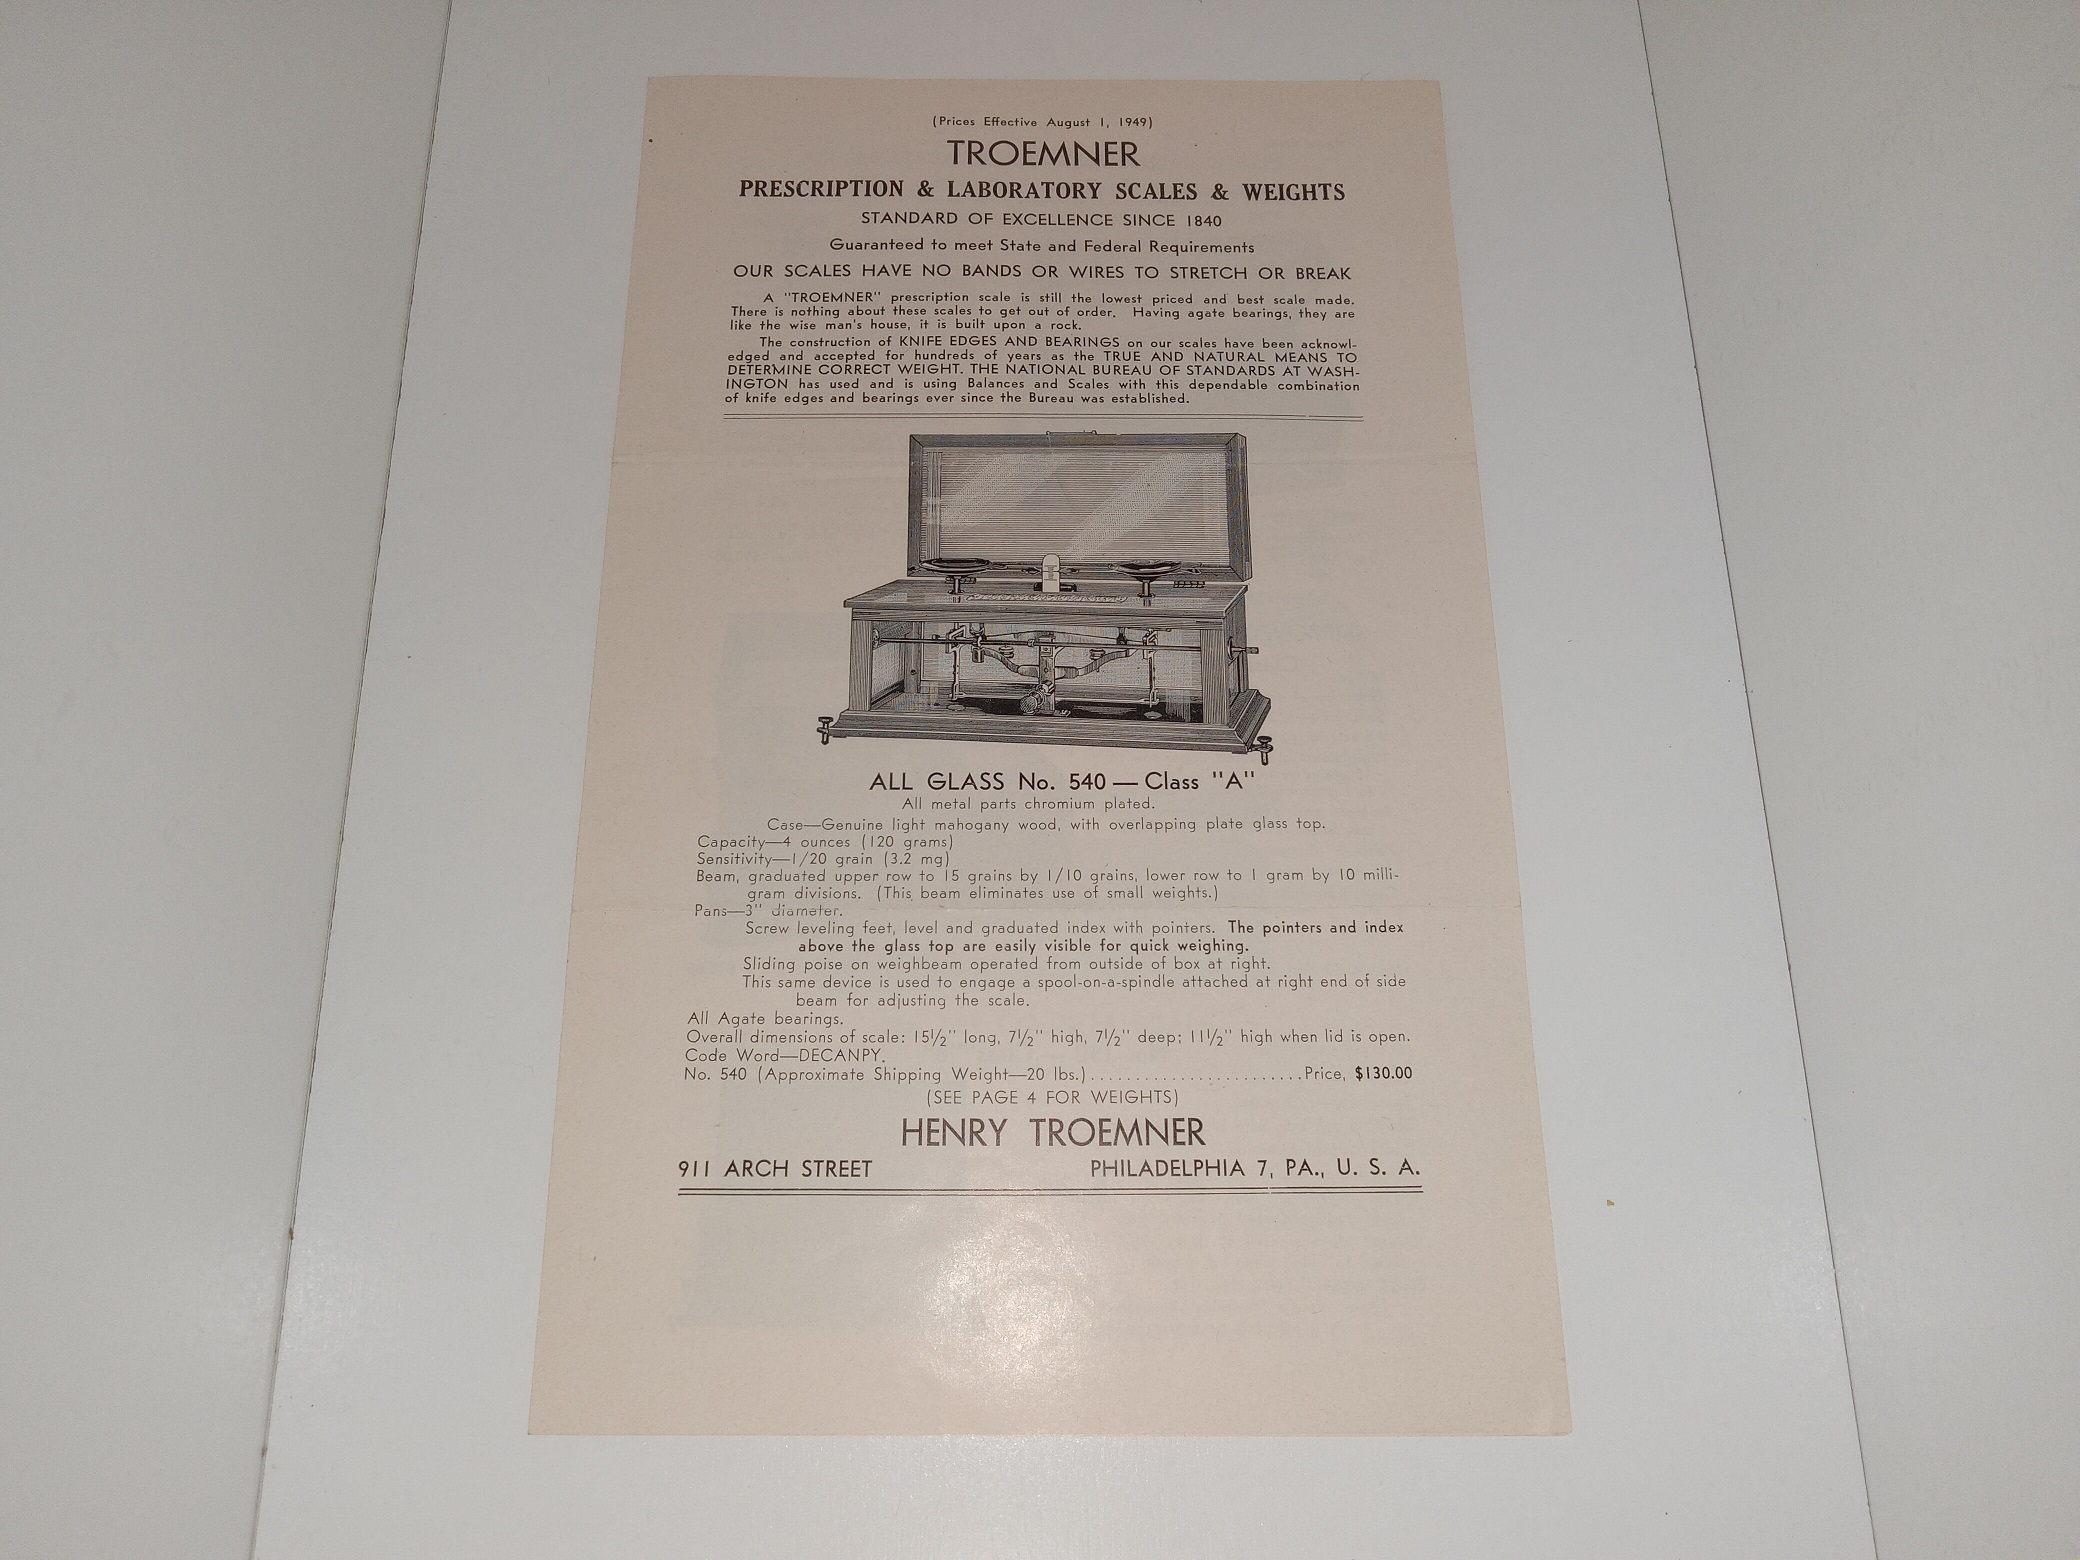 (Prices Effective August 1, 1949)
TROEMNER
PRESCRIPTION & LABORATORY SCALES & WEIGHTS
STANDARD OF EXCELLENCE SINCE 1840
Guaranteed to meet State and Federal Requirements
OUR SCALES HAVE NO BANDS OR WIRES TO STRETCH OR BREAK
A "TROEMNER" prescription scale is still the lowest priced and best scale made.
There is nothing about these scales to get out of order. Having agate bearings, they are
like the wise man's house, it is built upon a rock.
The construction of KNIFE EDGES AND BEARINGS on our scales have been acknowl-
edged and accepted for hundreds of years as the TRUE AND NATURAL MEANS TO
DETERMINE CORRECT WEIGHT. THE NATIONAL BUREAU OF STANDARDS AT WASH-
INGTON has used and is using Balances and Scales with this dependable combination
of knife edges and bearings ever since the Bureau was established.
ALL GLASS No. 540 — Class "A"
All metal parts chromium plated.
Case—Genuine light mahogany wood, with overlapping plate glass top.
Capacity—4 ounces (120 grams)
Sensitivity—1/20 grain (3.2 mg)
Beam, graduated upper row to 15 grains by 1/10 grains, lower row to 1 gram by 10 milli-
gram divisions. (This beam eliminates use of small weights.)
Pans—3" diameter.
Screw leveling feet, level and graduated index with pointers. The pointers and index
above the glass top are easily visible for quick weighing.
Sliding poise on weighbeam operated from outside of box at right.
This same device is used to engage a spool-on-a-spindle attached at right end of side
beam for adjusting the scale.
All Agate bearings.
Overall dimensions of scale: 15½" long, 7½" high, 7½" deep; 11½" high when lid is open.
Code Word—DECANPY.
No. 540 (Approximate Shipping Weight—20 lbs.)........................Price, $130.00
(SEE PAGE 4 FOR WEIGHTS)
HENRY TROEMNER
911 ARCH STREET PHILADELPHIA 7, PA., U. S. A.